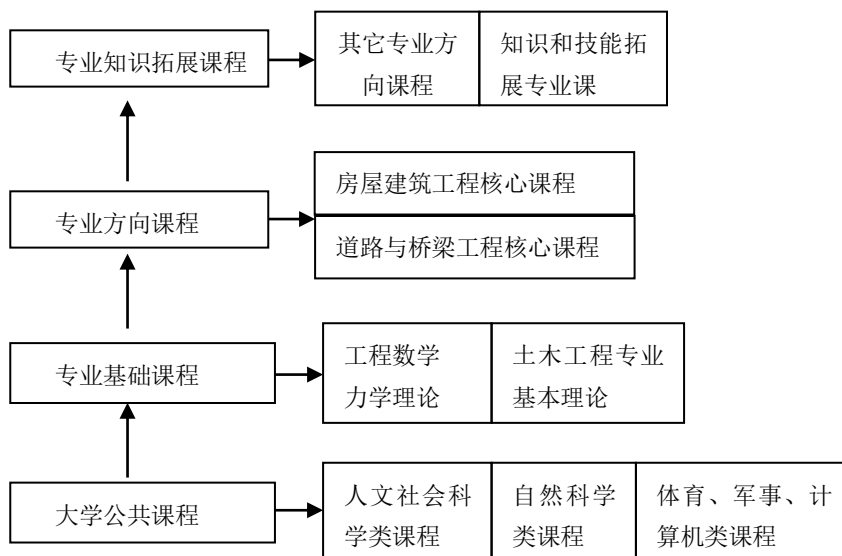 专业知识拓展课程
其它专业方
向课程
知识和技能拓
展专业课
专业方向课程
房屋建筑工程核心课程
道路与桥梁工程核心课程
专业基础课程
工程数学
力学理论
土木工程专业
基本理论
大学公共课程
人文社会科
学类课程
自然科学
类课程
体育、军事、计
算机类课程